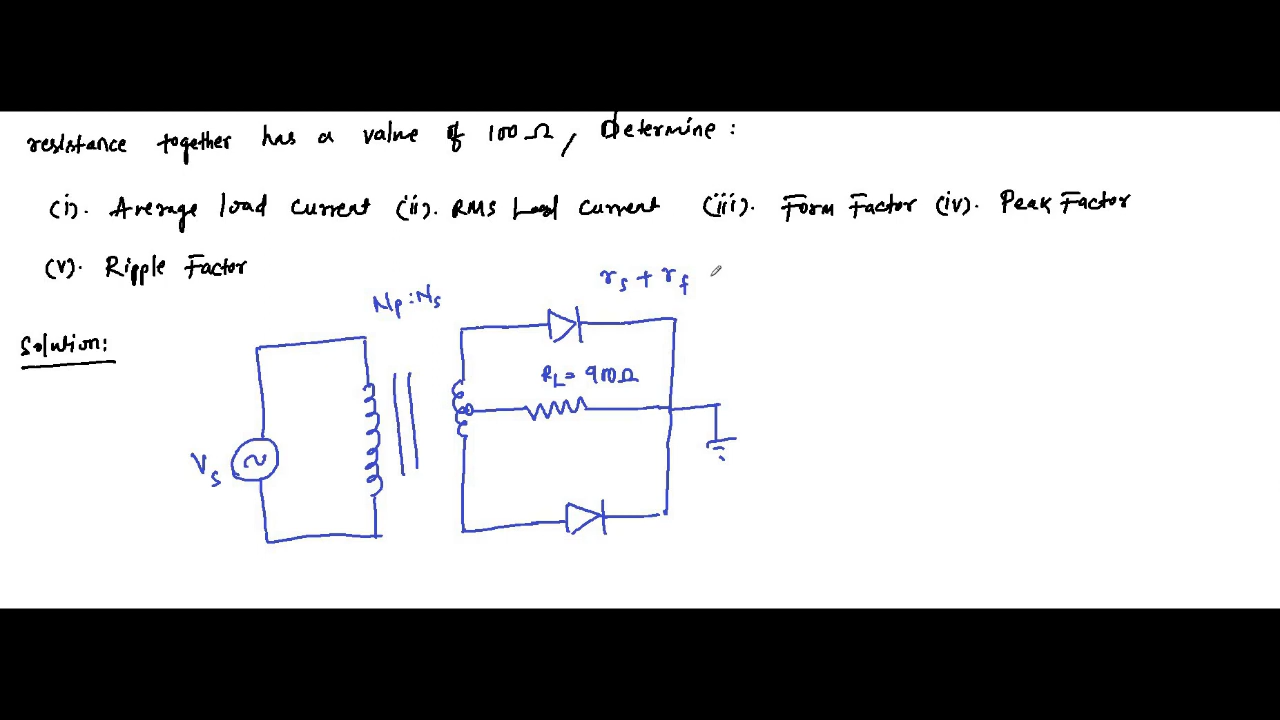 resistance together has a value of 100 Ω, Determine :
(i). Average load current (ii). RMS Load current (iii). Form Factor (iv). Peak Factor
(v). Ripple Factor
rs + rf
Np:Ns
Solution:
RL = 900Ω
Vs